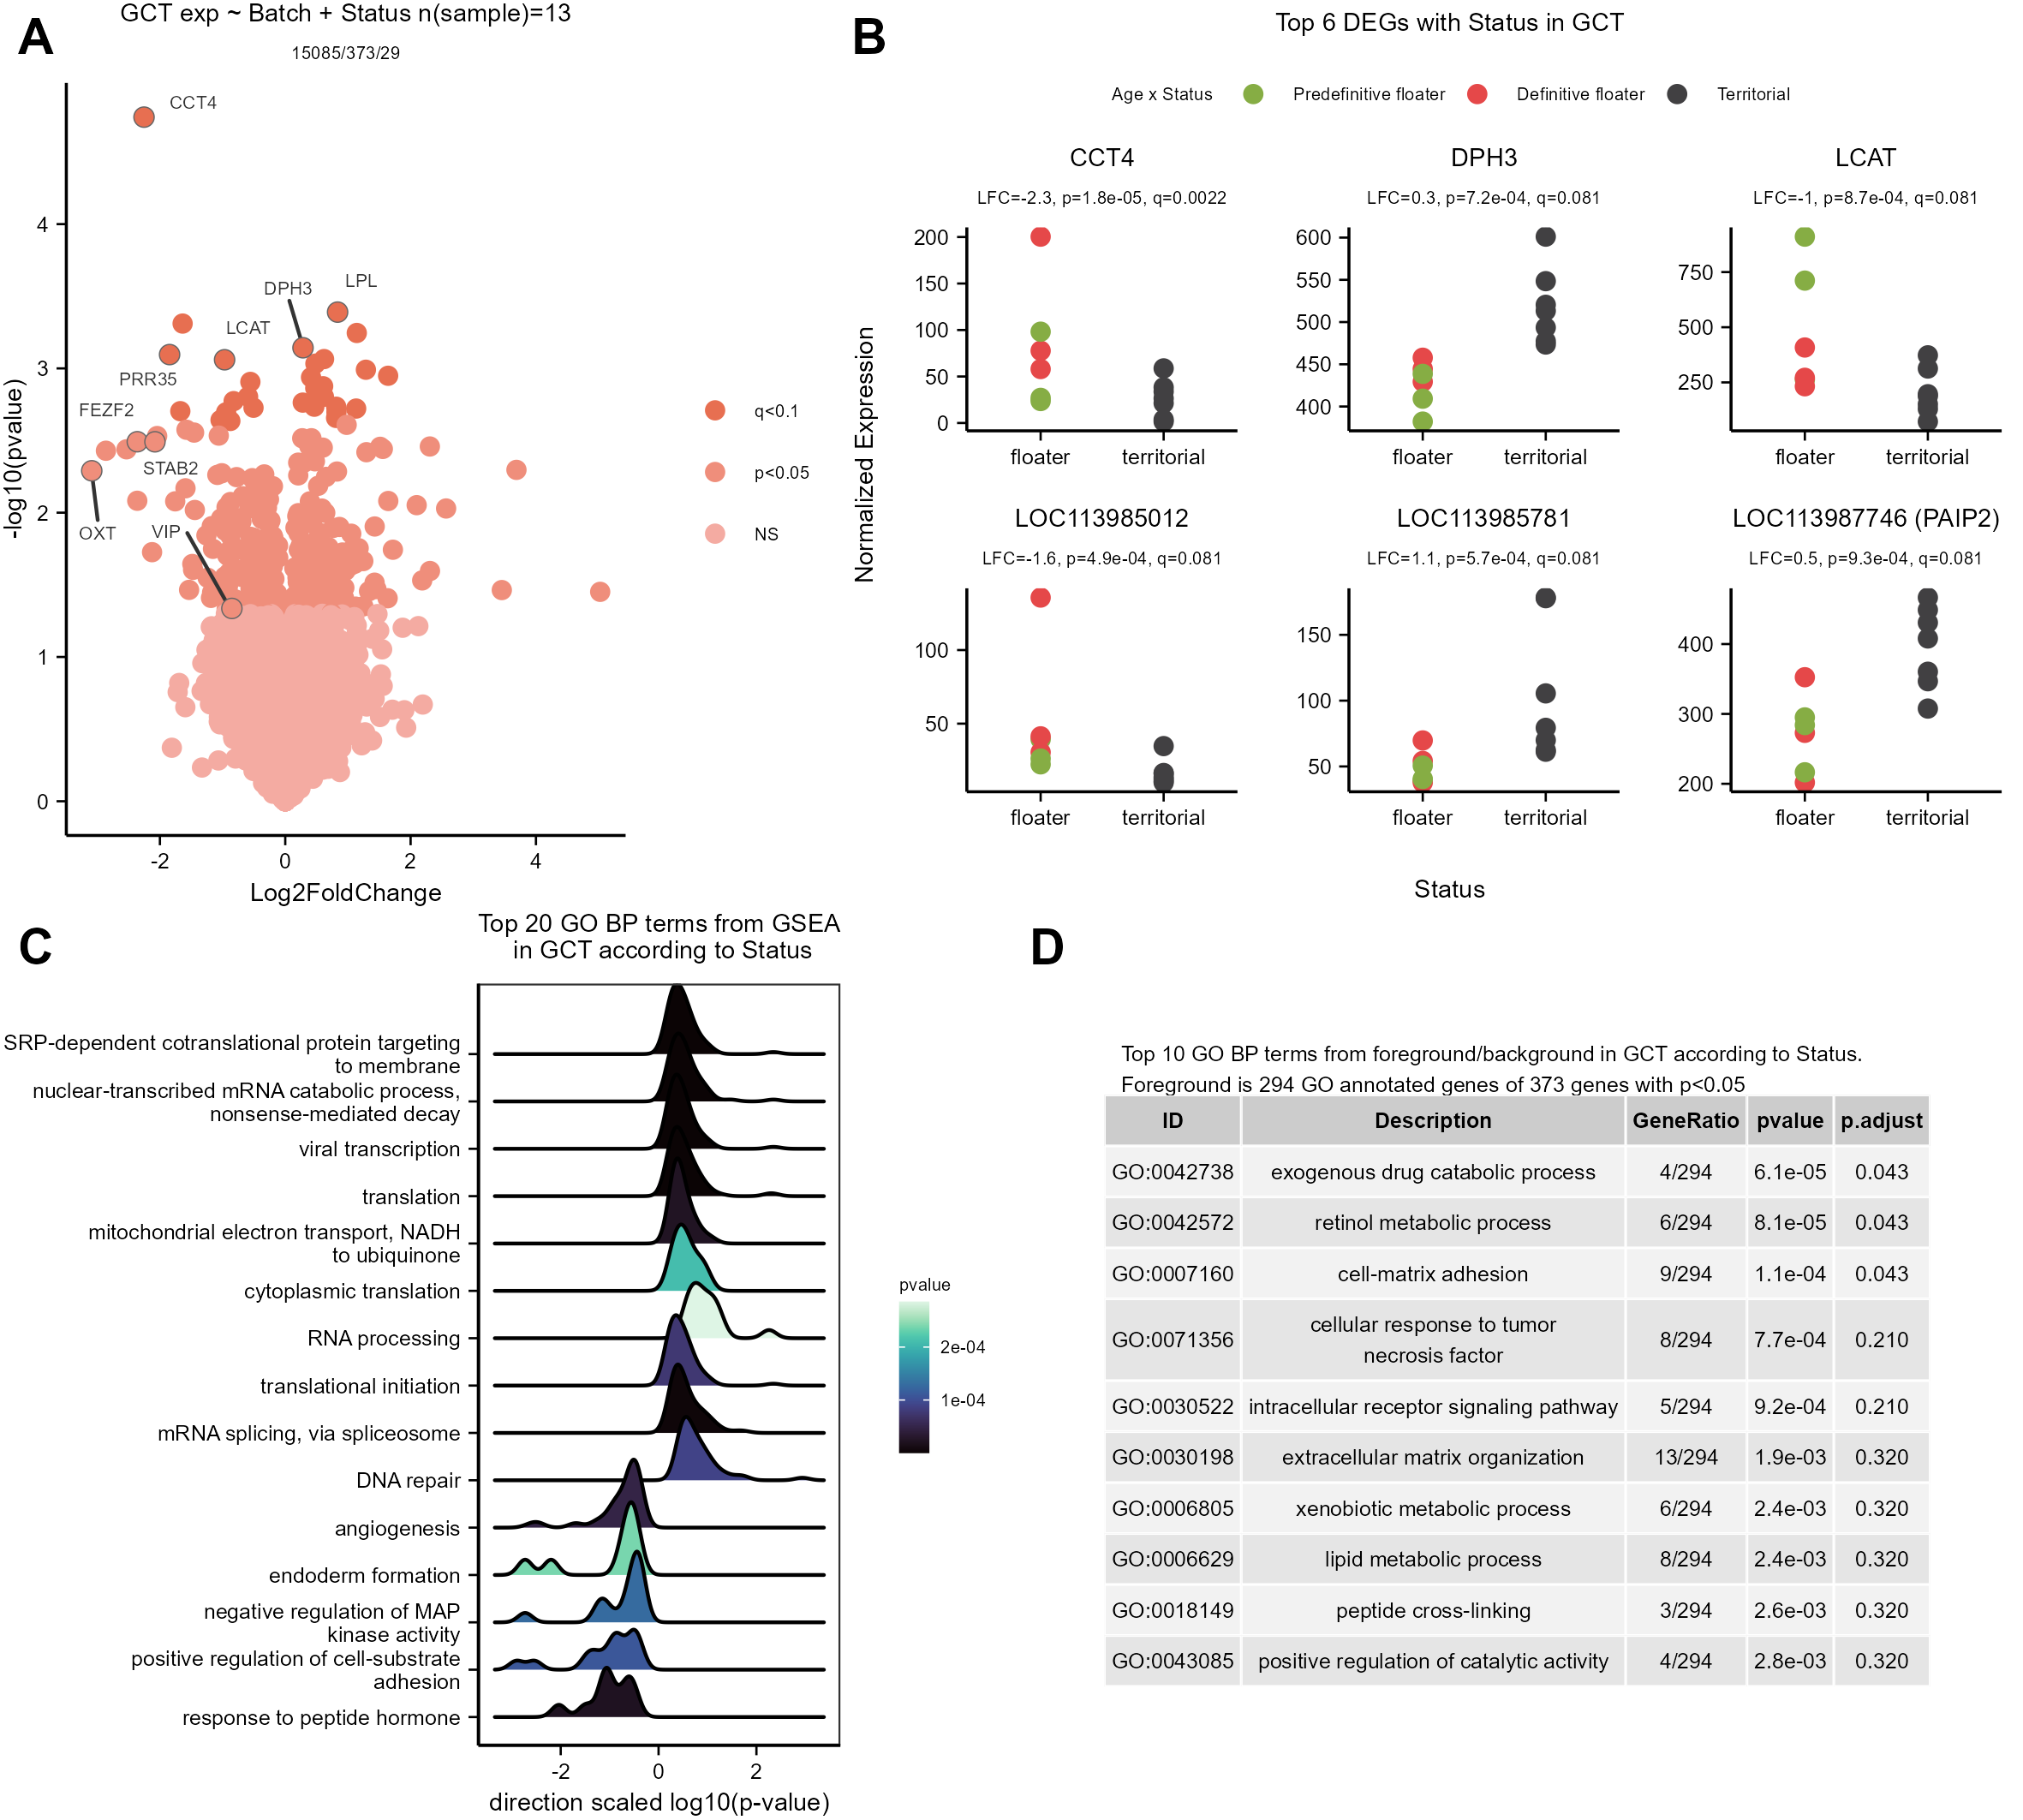 A
GCT exp ~ Batch + Status n(sample)=13
15085/373/29
-log10(pvalue)
4
3
2
1
0
-2
0
2
4
Log2FoldChange
CCT4
DPH3
LPL
LCAT
PRR35
FEZF2
STAB2
OXT
VIP
q<0.1
p<0.05
NS
B
Top 6 DEGs with Status in GCT
Age x Status
Predefinitive floater
Definitive floater
Territorial
Normalized Expression
CCT4
LFC=-2.3, p=1.8e-05, q=0.0022
200
150
100
50
0
floater
territorial
DPH3
LFC=0.3, p=7.2e-04, q=0.081
600
550
500
450
400
floater
territorial
LCAT
LFC=-1, p=8.7e-04, q=0.081
750
500
250
floater
territorial
LOC113985012
LFC=-1.6, p=4.9e-04, q=0.081
100
50
floater
territorial
LOC113985781
LFC=1.1, p=5.7e-04, q=0.081
150
100
50
floater
territorial
LOC113987746 (PAIP2)
LFC=0.5, p=9.3e-04, q=0.081
400
300
200
floater
territorial
Status
C
Top 20 GO BP terms from GSEA
in GCT according to Status
SRP-dependent cotranslational protein targeting
to membrane
nuclear-transcribed mRNA catabolic process,
nonsense-mediated decay
viral transcription
translation
mitochondrial electron transport, NADH
to ubiquinone
cytoplasmic translation
RNA processing
translational initiation
mRNA splicing, via spliceosome
DNA repair
angiogenesis
endoderm formation
negative regulation of MAP
kinase activity
positive regulation of cell-substrate
adhesion
response to peptide hormone
-2
0
2
direction scaled log10(p-value)
pvalue
2e-04
1e-04
D
Top 10 GO BP terms from foreground/background in GCT according to Status.
Foreground is 294 GO annotated genes of 373 genes with p<0.05
ID Description GeneRatio pvalue p.adjust
GO:0042738 exogenous drug catabolic process 4/294 6.1e-05 0.043
GO:0042572 retinol metabolic process 6/294 8.1e-05 0.043
GO:0007160 cell-matrix adhesion 9/294 1.1e-04 0.043
GO:0071356 cellular response to tumor
necrosis factor 8/294 7.7e-04 0.210
GO:0030522 intracellular receptor signaling pathway 5/294 9.2e-04 0.210
GO:0030198 extracellular matrix organization 13/294 1.9e-03 0.320
GO:0006805 xenobiotic metabolic process 6/294 2.4e-03 0.320
GO:0006629 lipid metabolic process 8/294 2.4e-03 0.320
GO:0018149 peptide cross-linking 3/294 2.6e-03 0.320
GO:0043085 positive regulation of catalytic activity 4/294 2.8e-03 0.320